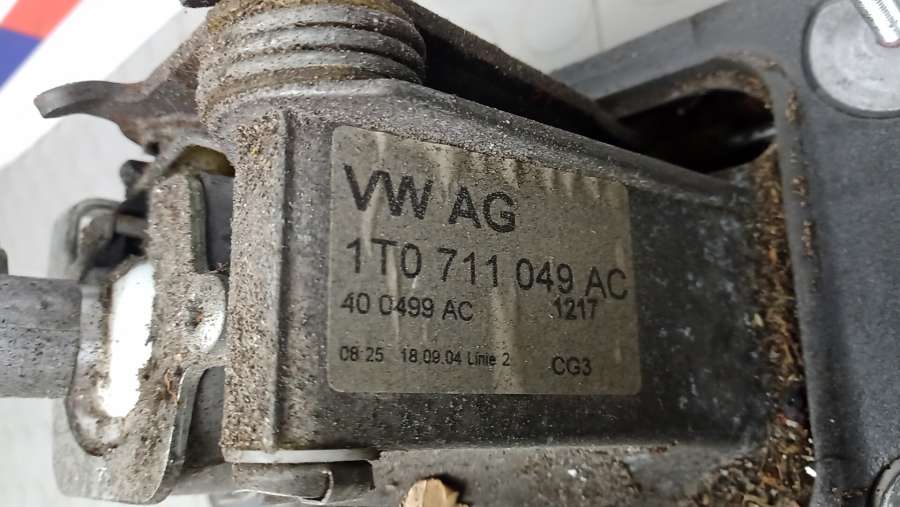 VW AG
1T0 711 049 AC
40 0499 AC 1217
08:25 18.09.04 Linie 2 CG3